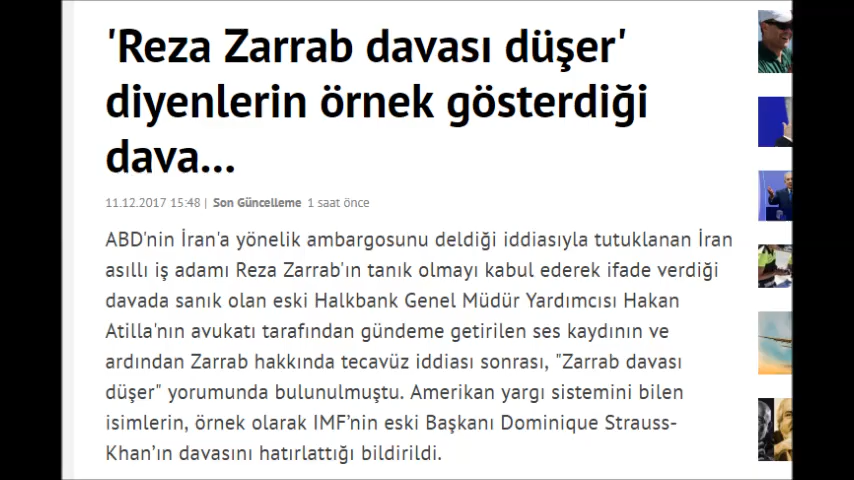 'Reza Zarrab davası düşer'
diyenlerin örnek gösterdiği
dava...
11.12.2017 15:48 | Son Güncelleme 1 saat önce
ABD'nin İran'a yönelik ambargosunu deldiği iddiasıyla tutuklanan İran
asıllı iş adamı Reza Zarrab'ın tanık olmayı kabul ederek ifade verdiği
davada sanık olan eski Halkbank Genel Müdür Yardımcısı Hakan
Atilla'nın avukatı tarafından gündeme getirilen ses kaydının ve
ardından Zarrab hakkında tecavüz iddiası sonrası, "Zarrab davası
düşer" yorumunda bulunulmuştu. Amerikan yargı sistemini bilen
isimlerin, örnek olarak IMF’nin eski Başkanı Dominique Strauss-
Khan’ın davasını hatırlattığı bildirildi.